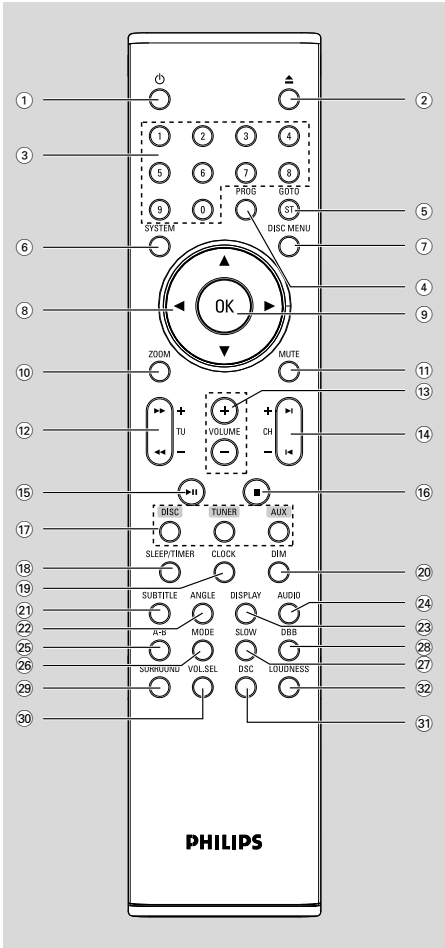 1 2
1 2 3 4
3
5 6 7 8
PROG GOTO
9 0 ST 5
SYSTEM DISC MENU
6 7
4
8 OK 9
ZOOM MUTE
10 11
13
+ + +
12 TU VOLUME CH 14
- - -
15 16
DISC TUNER AUX
17
SLEEP/TIMER CLOCK DIM
18 20
19
SUBTITLE ANGLE DISPLAY AUDIO
21 24
22 23
A-B MODE SLOW DBB
25 28
26 27
SURROUND VOL.SEL DSC LOUDNESS
29 32
30 31
PHILIPS